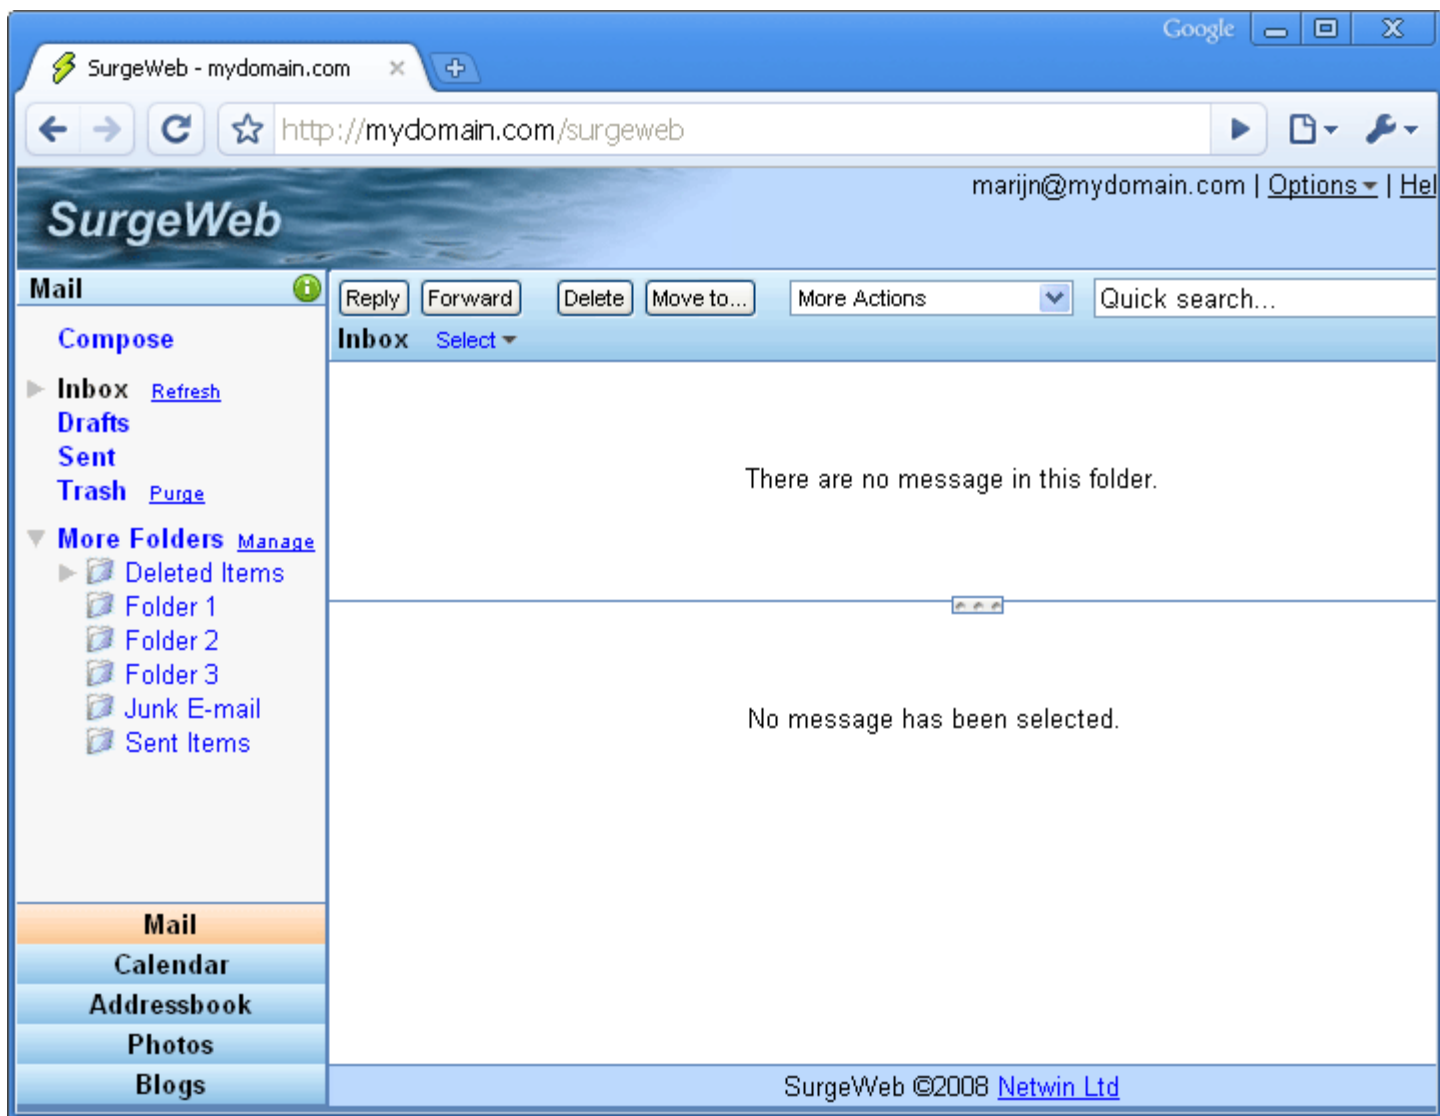 Google
SurgeWeb - mydomain.com
http://mydomain.com/surgeweb
marijn@mydomain.com | Options | Hel
SurgeWeb
Mail
Reply Forward Delete Move to... More Actions Quick search...
Inbox Select
Compose
Inbox Refresh
Drafts
Sent
Trash Purge
More Folders Manage
Deleted Items
Folder 1
Folder 2
Folder 3
Junk E-mail
Sent Items
There are no message in this folder.
No message has been selected.
Mail
Calendar
Addressbook
Photos
Blogs
SurgeWeb ©2008 Netwin Ltd